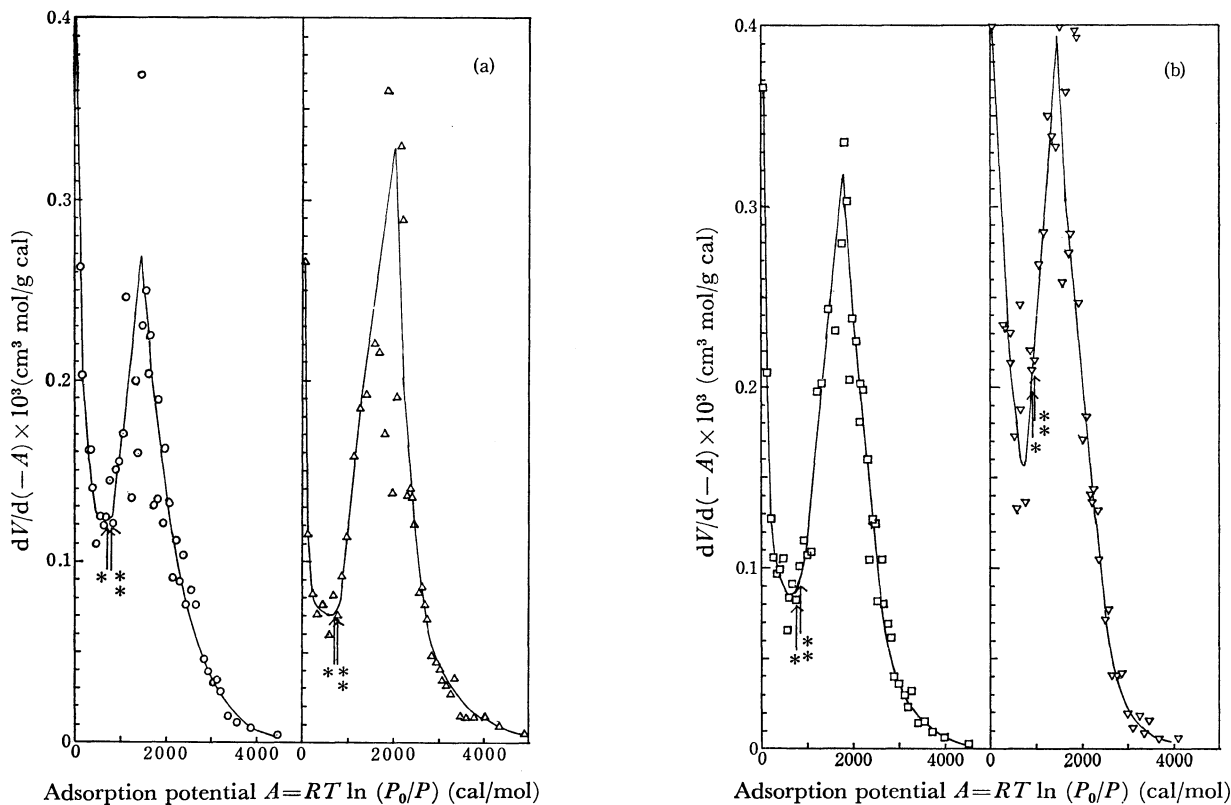 0.4
0.3
0.2
0.1
0
0 2000 4000
0 2000 4000
(a)
*
*
*
*
*
*
dV/d(−A) × 10³ (cm³ mol/g cal)
Adsorption potential A=RT ln (P₀/P) (cal/mol)
0.4
0.3
0.2
0.1
0
0 2000 4000
0 2000 4000
(b)
*
*
*
*
*
*
dV/d(−A) × 10³ (cm³ mol/g cal)
Adsorption potential A=RT ln (P₀/P) (cal/mol)